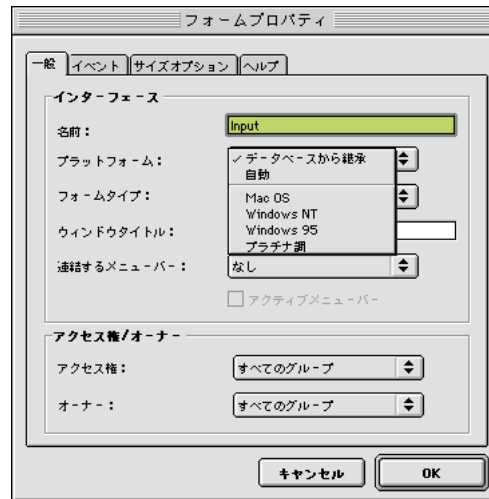 フォームプロパティ
一般 イベント サイズオプション ヘルプ
インターフェース
名前： Input
プラットフォーム： ✓データベースから継承
自動
フォームタイプ：
Mac OS
Windows NT
ウィンドウタイトル： Windows 95
プラチナ調
連結するメニューバー： なし
アクティブメニューバー
アクセス権/オーナー
アクセス権： すべてのグループ
オーナー： すべてのグループ
キャンセル OK